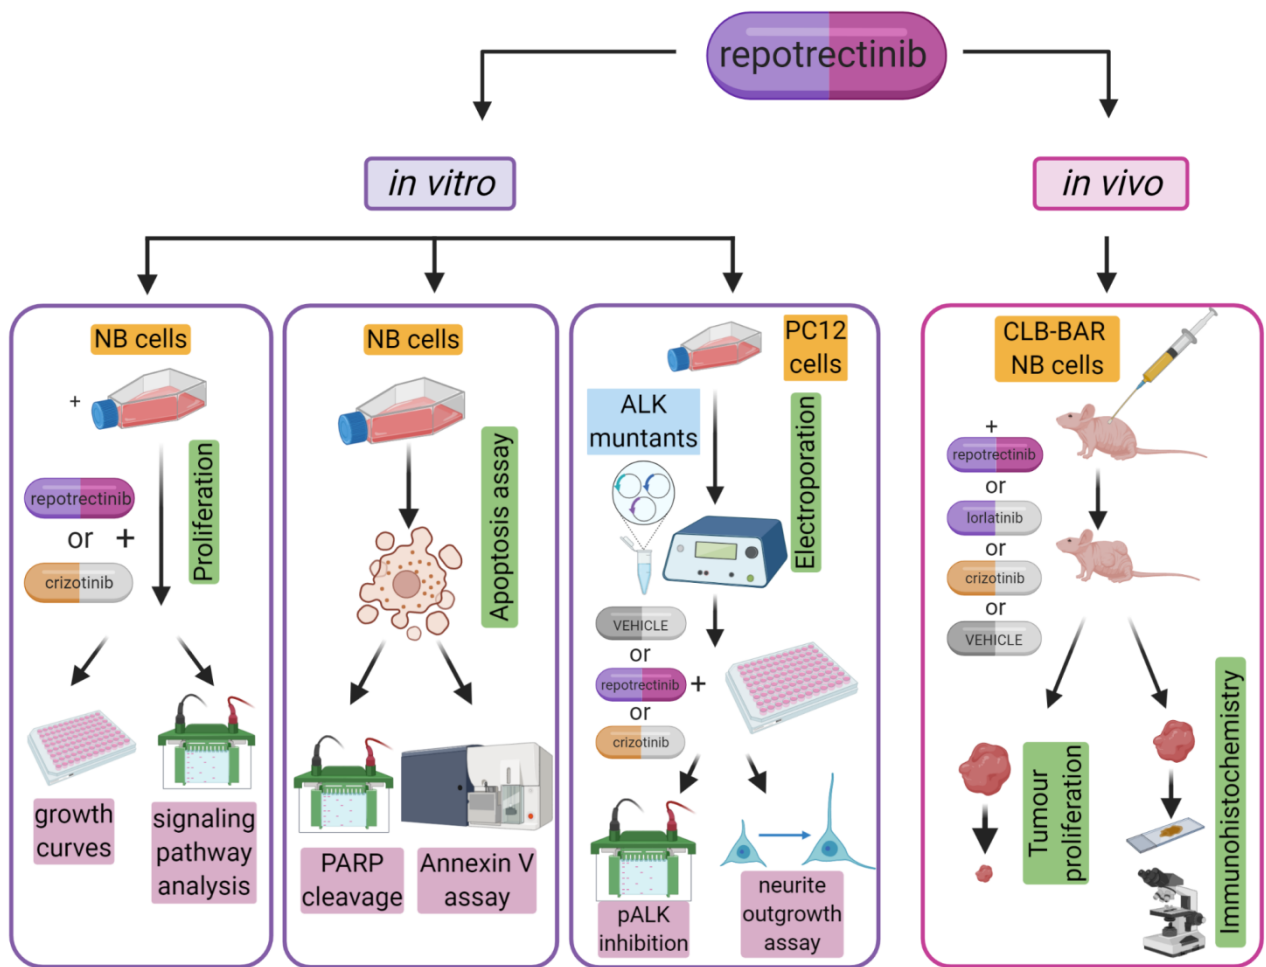 repotrectinib
in vitro
in vivo
NB cells
+
Proliferation
repotrectinib
or +
crizotinib
growth
curves
signaling
pathway
analysis
NB cells
Apoptosis assay
PARP
cleavage
Annexin V
assay
PC12
cells
ALK
muntants
Electroporation
VEHICLE
or
repotrectinib +
or
crizotinib
pALK
inhibition
neurite
outgrowth
assay
CLB-BAR
NB cells
+
repotrectinib
or
lorlatinib
or
crizotinib
or
VEHICLE
Tumour
proliferation
Immunohistochemistry